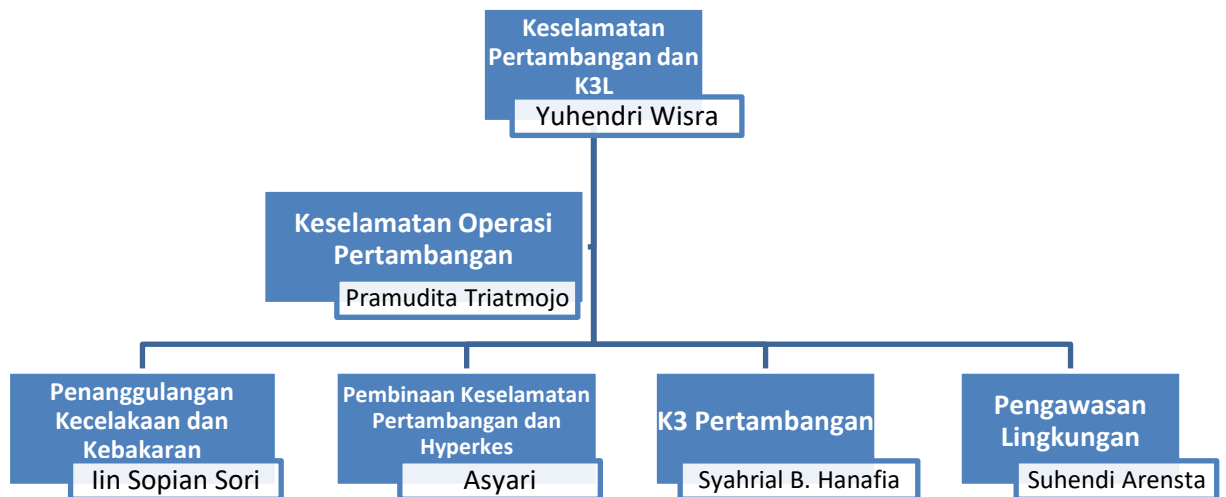 Keselamatan
Pertambangan dan
K3L
Yuhendri Wisra
Keselamatan Operasi
Pertambangan
Pramudita Triatmojo
Penanggulangan
Kecelakaan dan
Kebakaran
Iin Sopian Sori
Pembinaan Keselamatan
Pertambangan dan
Hyperkes
Asyari
K3 Pertambangan
Syahrial B. Hanafia
Pengawasan
Lingkungan
Suhendi Arensta